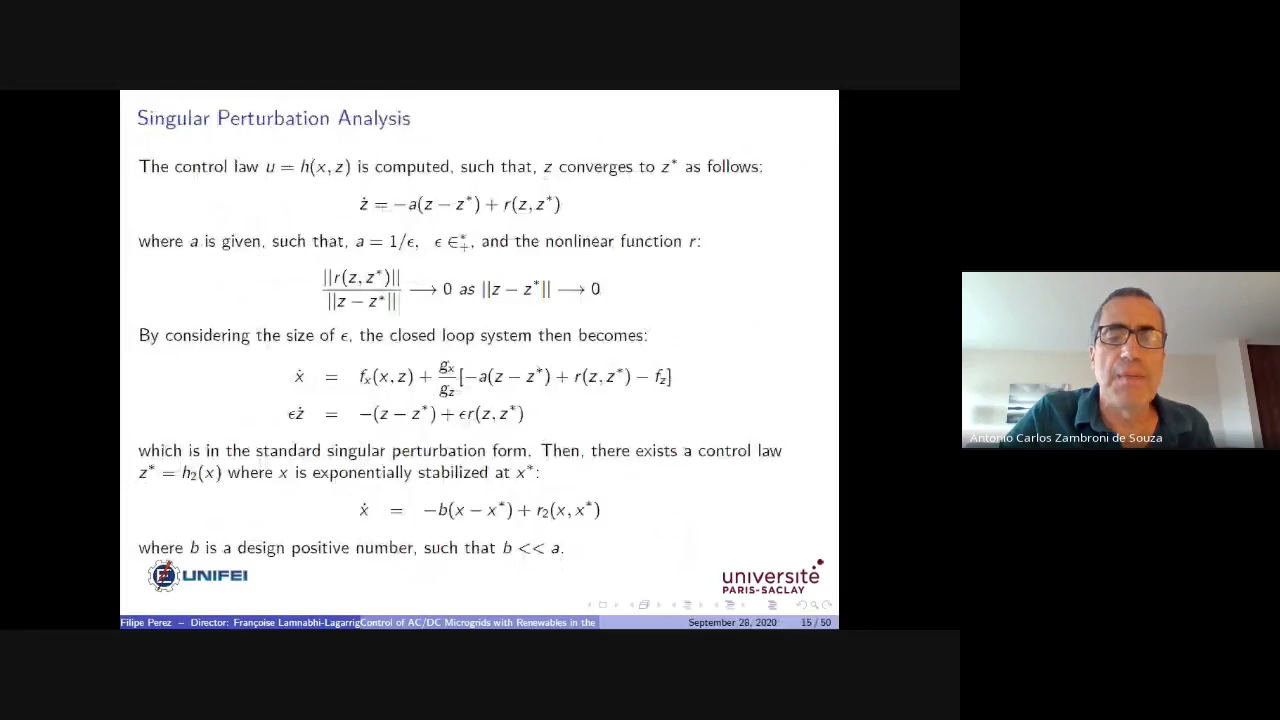 Singular Perturbation Analysis
The control law u = h(x, z) is computed, such that, z converges to z* as follows:
ż = −a(z − z*) + r(z, z*)
where a is given, such that, a = 1/ϵ, ϵ ∈*₊, and the nonlinear function r:
||r(z, z*)|| / ||z − z*|| ⟶ 0 as ||z − z*|| ⟶ 0
By considering the size of ϵ, the closed loop system then becomes:
ẋ = fₓ(x, z) + gₓ/g_z [−a(z − z*) + r(z, z*) − f_z]
ϵż = −(z − z*) + ϵr(z, z*)
which is in the standard singular perturbation form. Then, there exists a control law
z* = h₂(x) where x is exponentially stabilized at x*:
ẋ = −b(x − x*) + r₂(x, x*)
where b is a design positive number, such that b << a.
UNIFEI
université
PARIS-SACLAY
Filipe Perez – Director: Françoise Lamnabhi-Lagarrig Control of AC/DC Microgrids with Renewables in the September 28, 2020 15 / 50
Antonio Carlos Zambroni de Souza